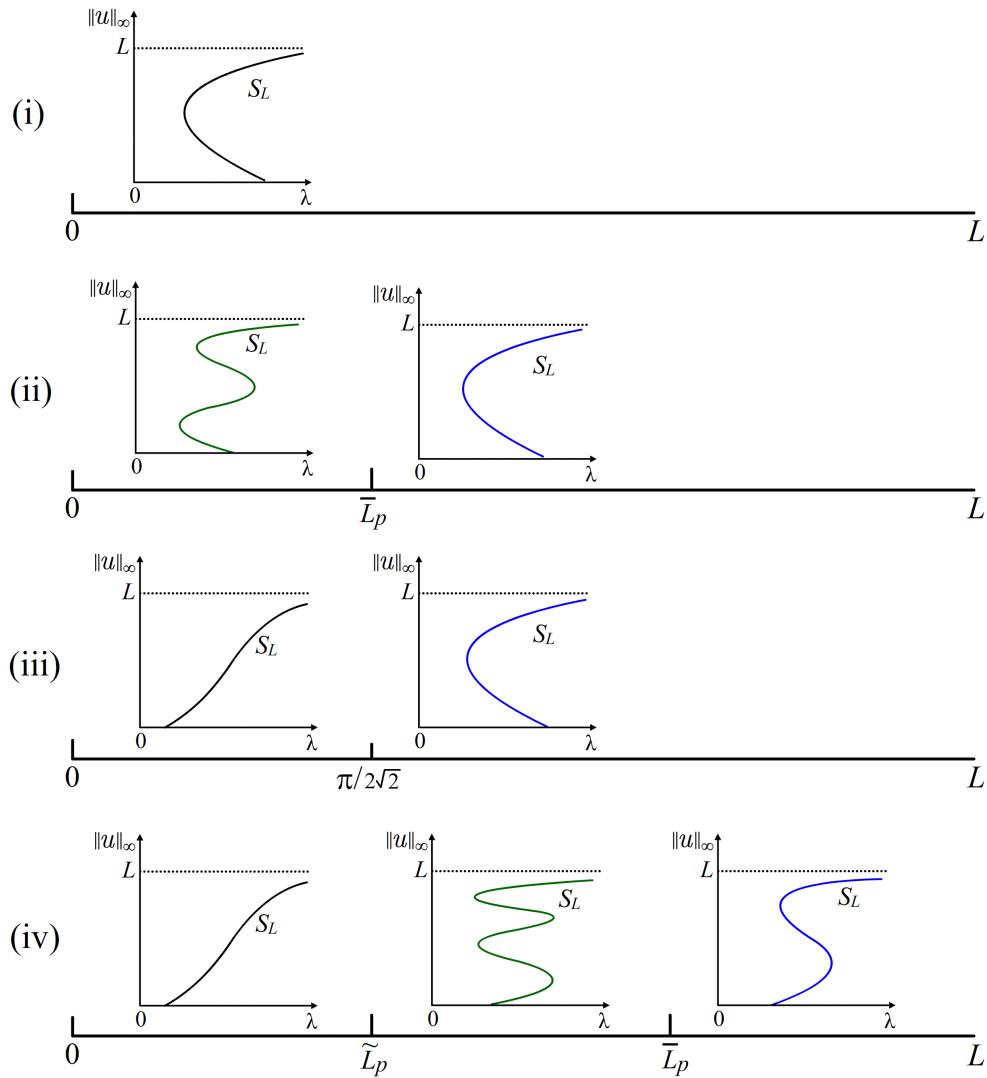 (i)
‖u‖∞
L
S_L
0
λ
0
L
(ii)
‖u‖∞
L
S_L
0
λ
‖u‖∞
L
S_L
0
λ
0
L̅_p
L
(iii)
‖u‖∞
L
S_L
0
λ
‖u‖∞
L
S_L
0
λ
0
π/2√2
L
(iv)
‖u‖∞
L
S_L
0
λ
‖u‖∞
L
S_L
0
λ
‖u‖∞
L
S_L
0
λ
0
L̃_p
L̅_p
L